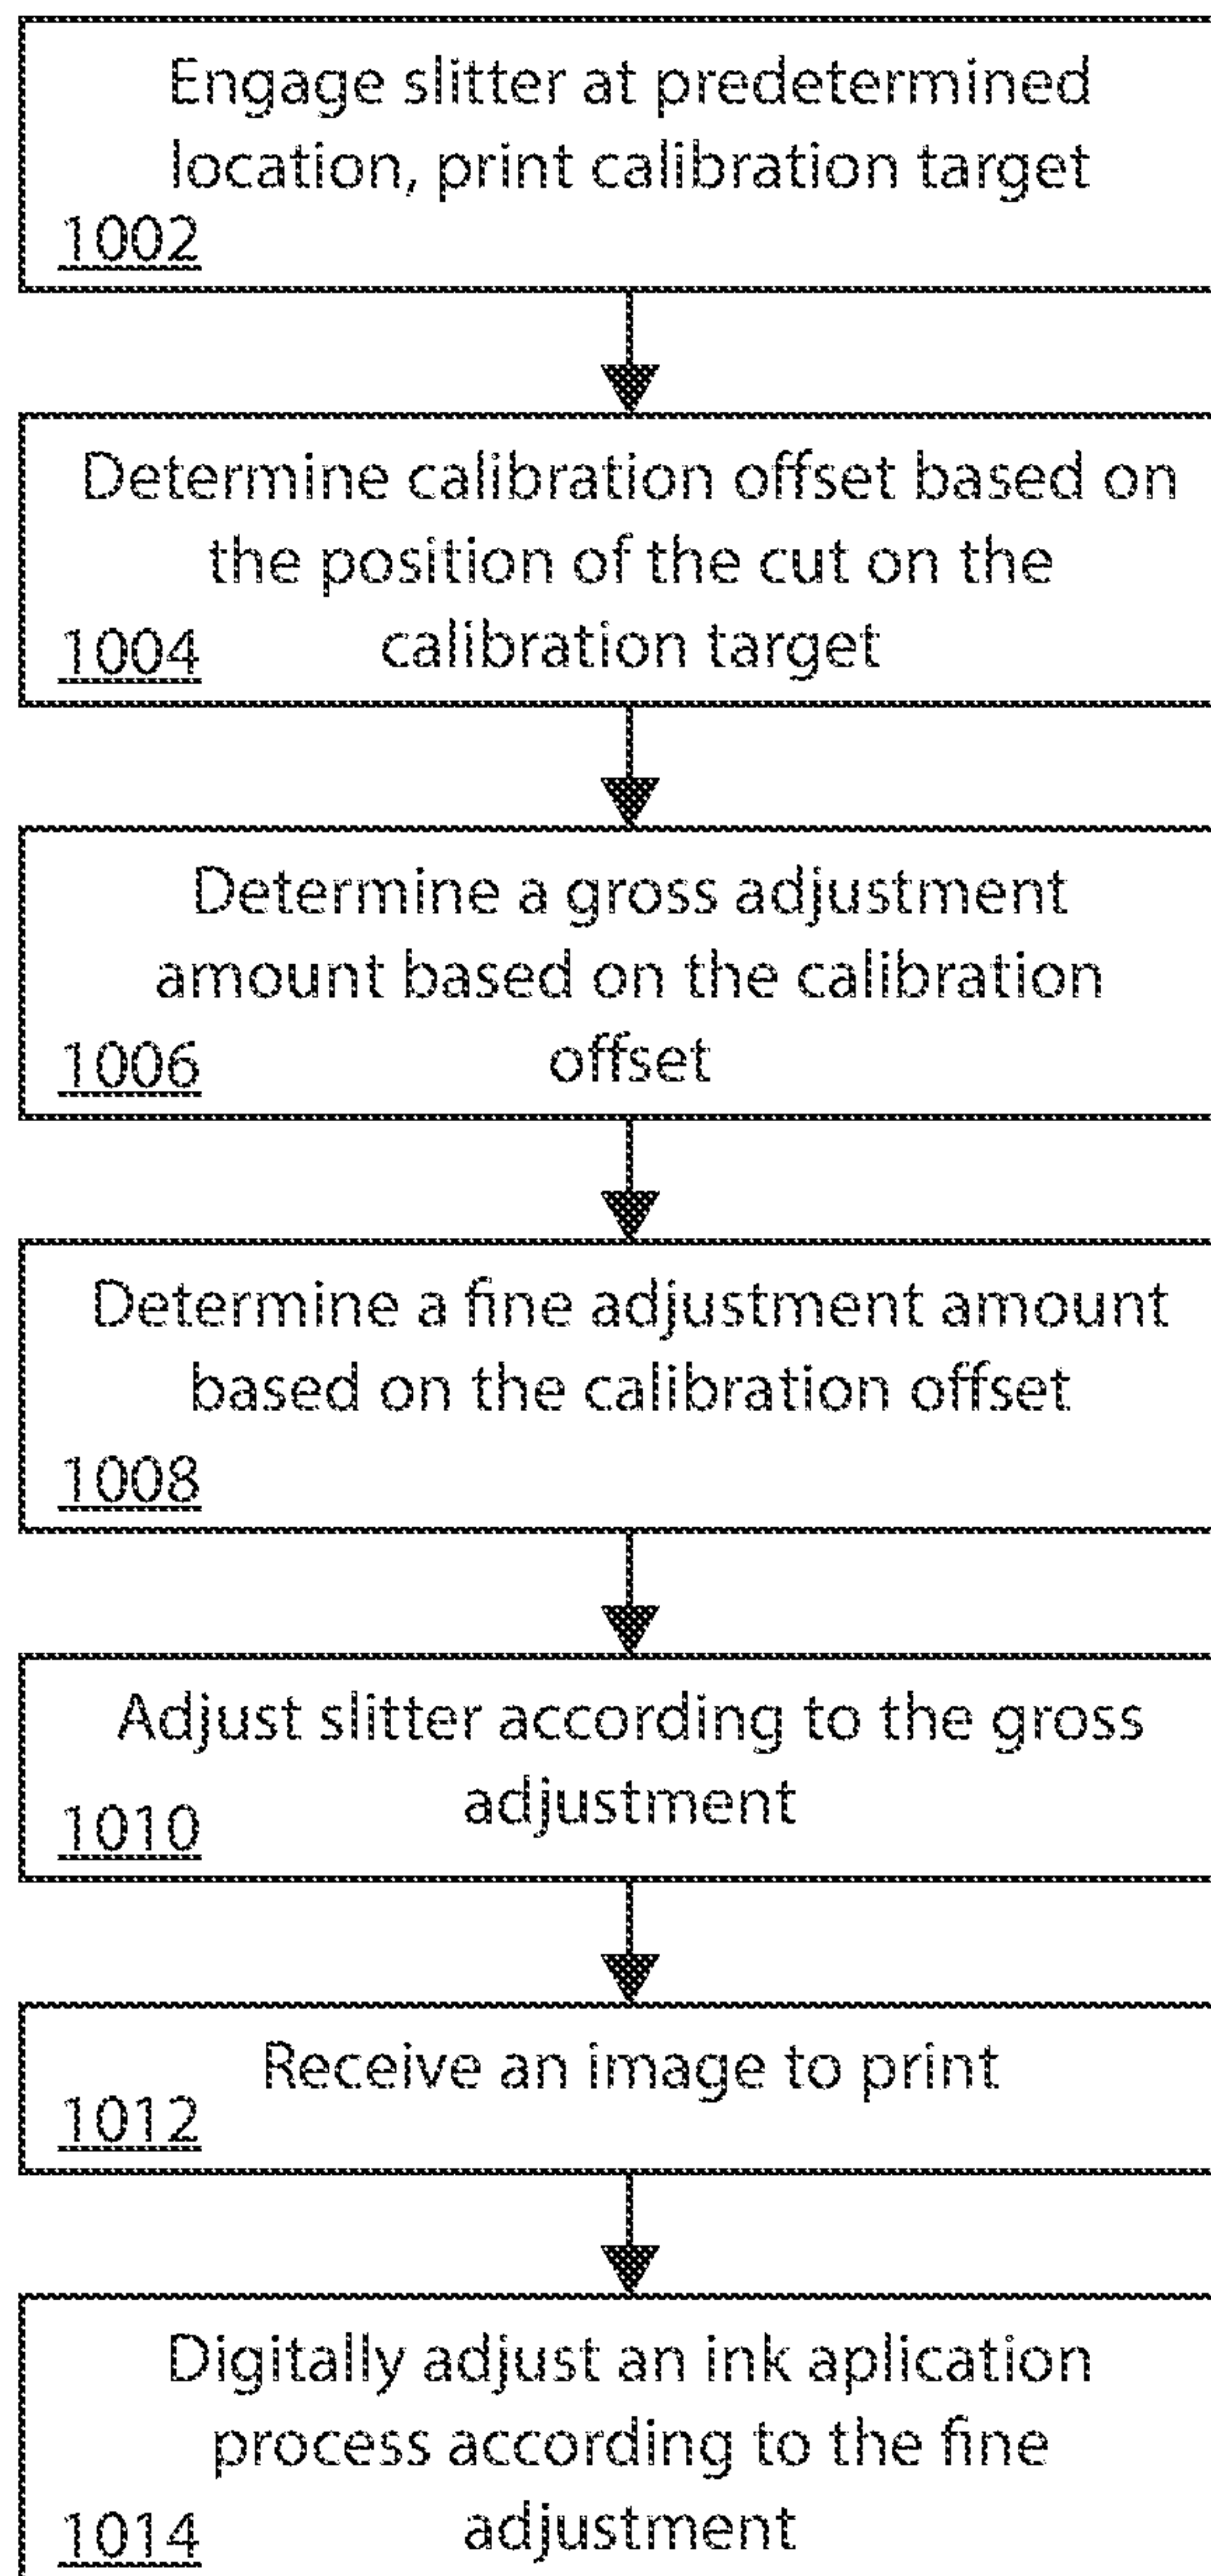 Engage slitter at predetermined
location, print calibration target
1002
Determine calibration offset based on
the position of the cut on the
1004 calibration target
Determine a gross adjustment
amount based on the calibration
1006 offset
Determine a fine adjustment amount
based on the calibration offset
1008
Adjust slitter according to the gross
1010 adjustment
Receive an image to print
1012
Digitally adjust an ink aplication
process according to the fine
1014 adjustment